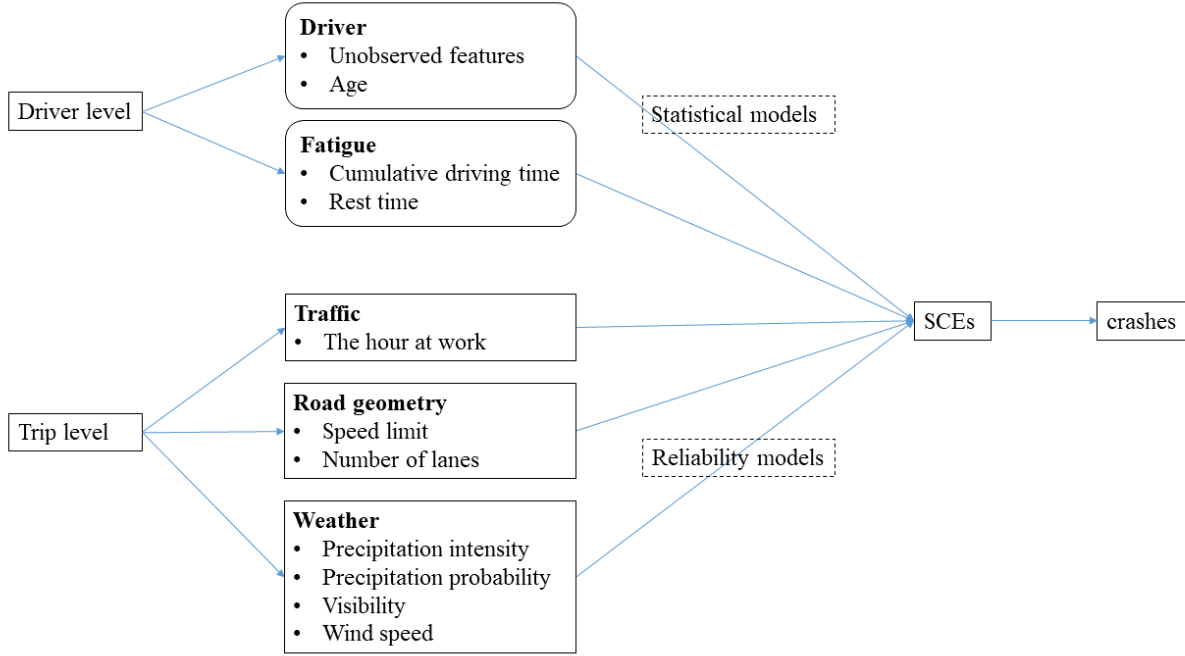 Driver level
Driver
• Unobserved features
• Age
Fatigue
• Cumulative driving time
• Rest time
Statistical models
Trip level
Traffic
• The hour at work
Road geometry
• Speed limit
• Number of lanes
Weather
• Precipitation intensity
• Precipitation probability
• Visibility
• Wind speed
Reliability models
SCEs
crashes